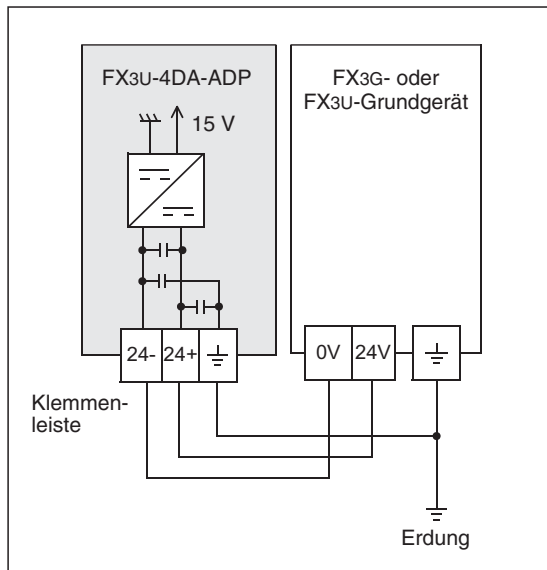 FX3U-4DA-ADP
15 V
FX3G- oder
FX3U-Grundgerät
24-
24+
0V
24V
Klemmen-
leiste
Erdung